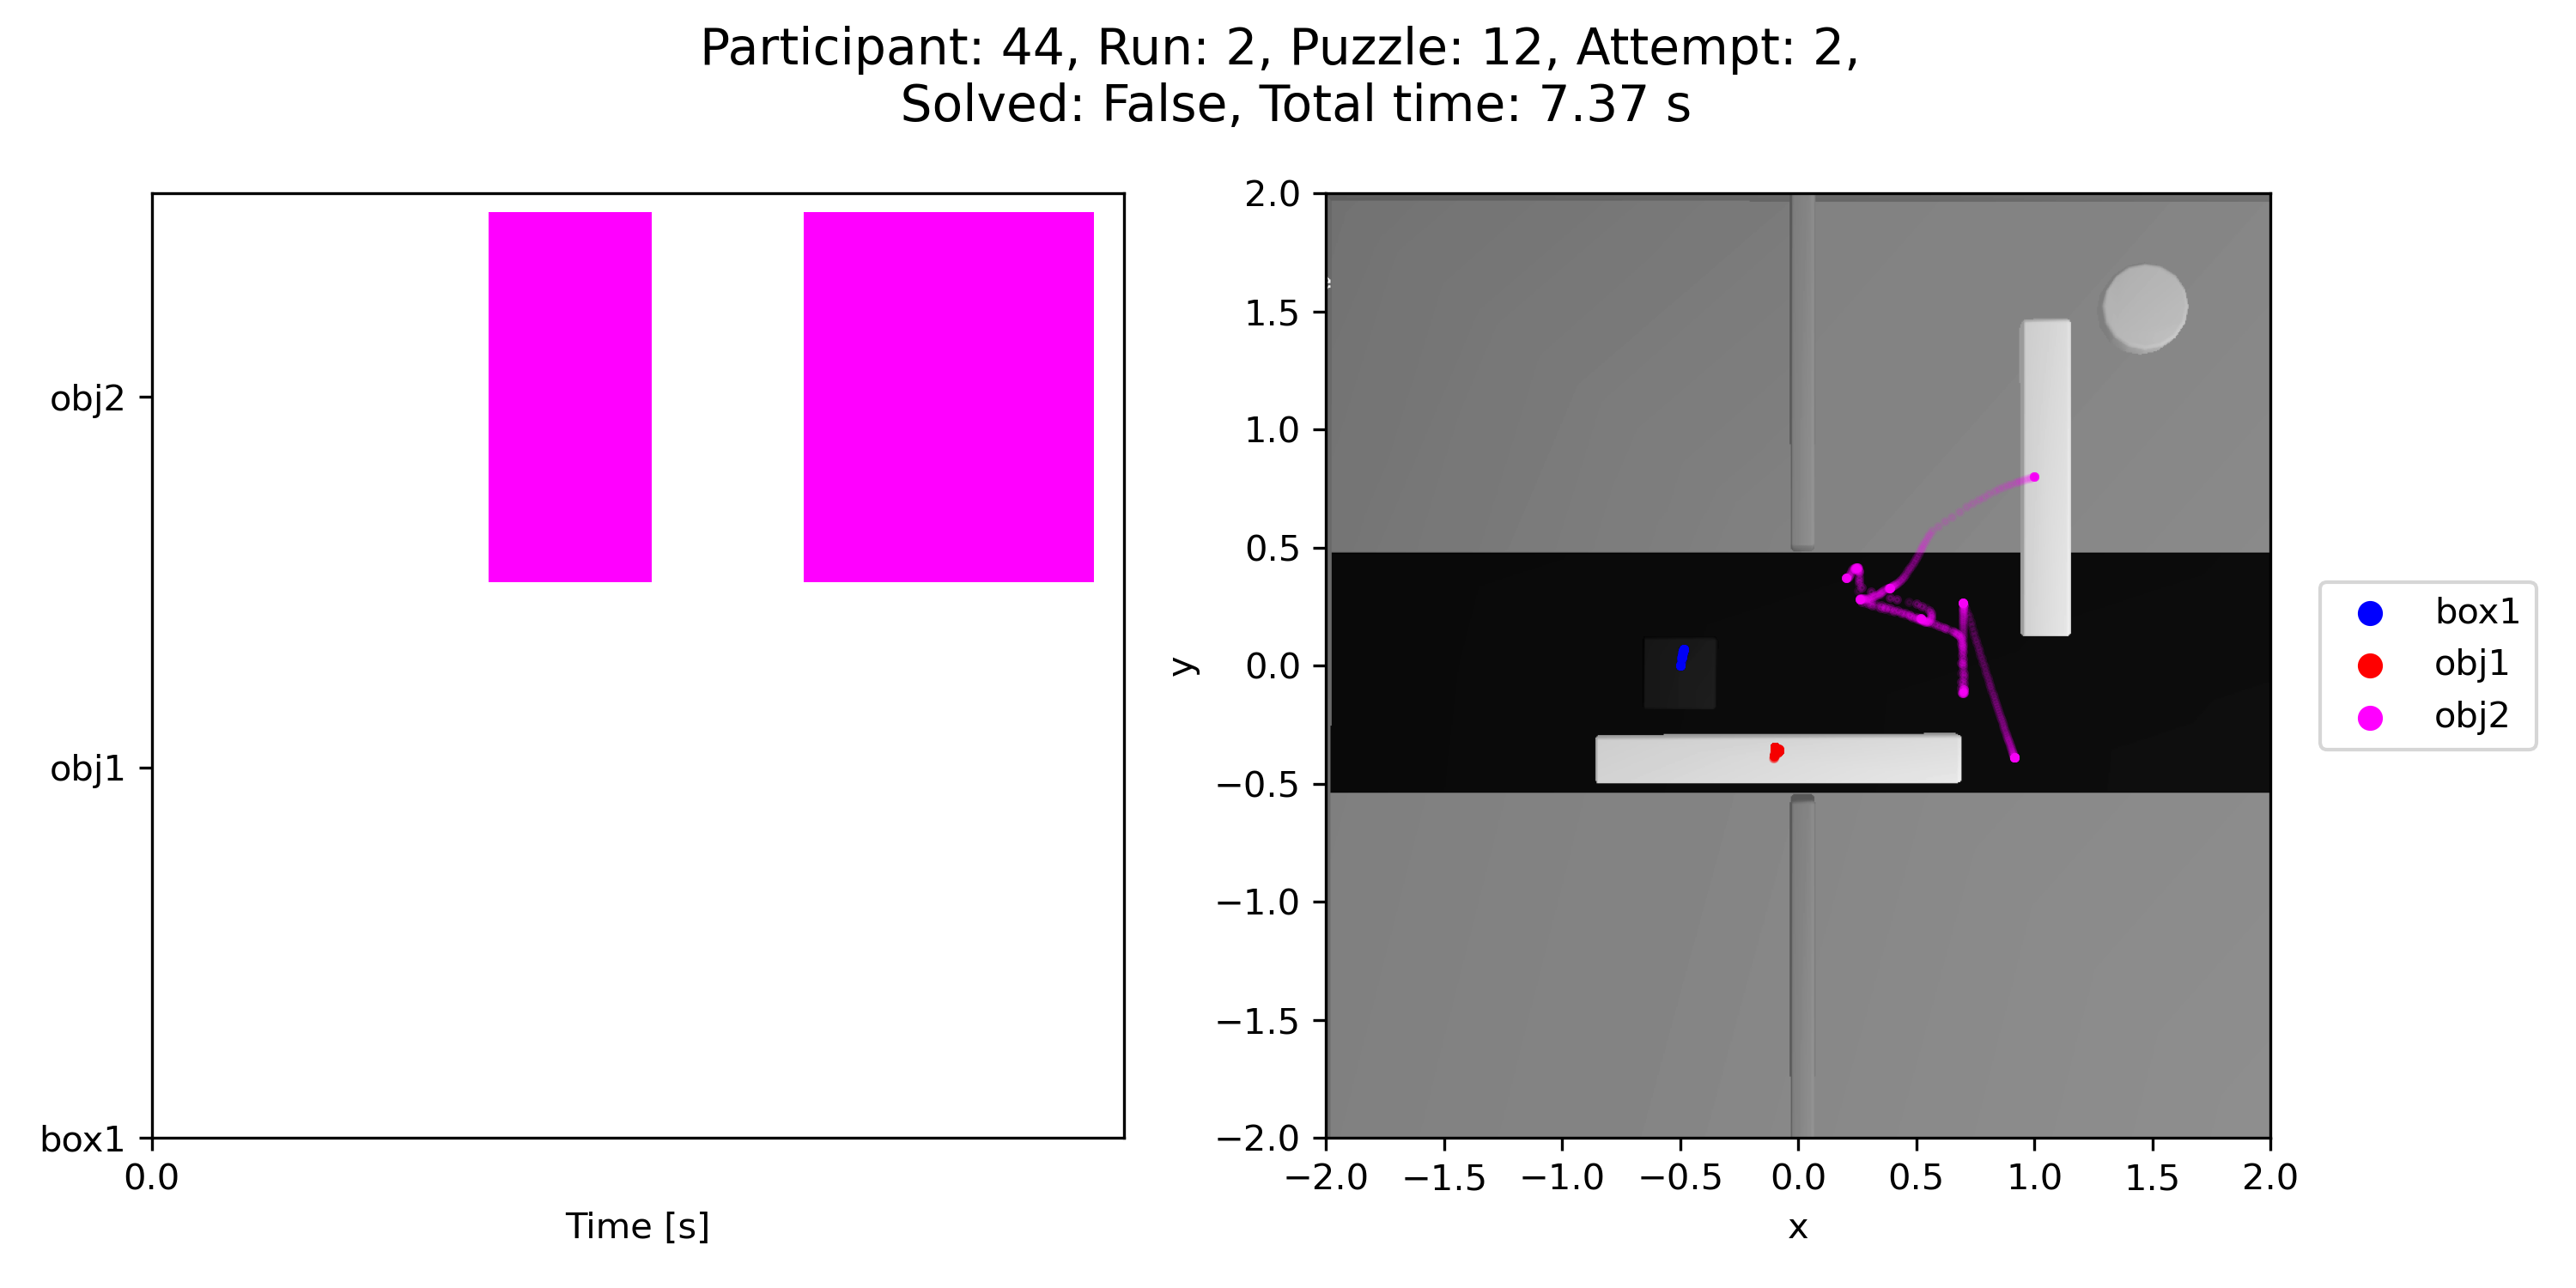 Participant: 44, Run: 2, Puzzle: 12, Attempt: 2,
Solved: False, Total time: 7.37 s
obj2
obj1
box1
0.0
Time [s]
2.0
1.5
1.0
0.5
0.0
−0.5
−1.0
−1.5
−2.0
y
−2.0 −1.5 −1.0 −0.5 0.0 0.5 1.0 1.5 2.0
x
box1
obj1
obj2